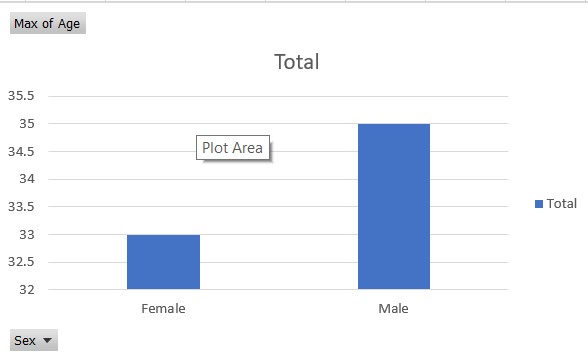 Max of Age
Total
35.5
35
34.5
34
33.5
33
32.5
32
Plot Area
Total
Female Male
Sex